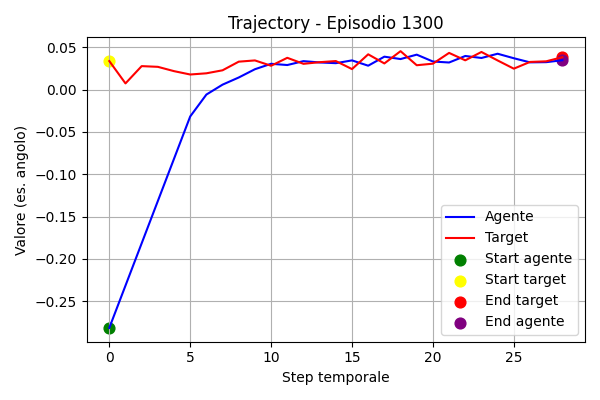 Trajectory - Episodio 1300
Valore (es. angolo)
0.05
0.00
−0.05
−0.10
−0.15
−0.20
−0.25
0
5
10
15
20
25
Step temporale
Agente
Target
Start agente
Start target
End target
End agente